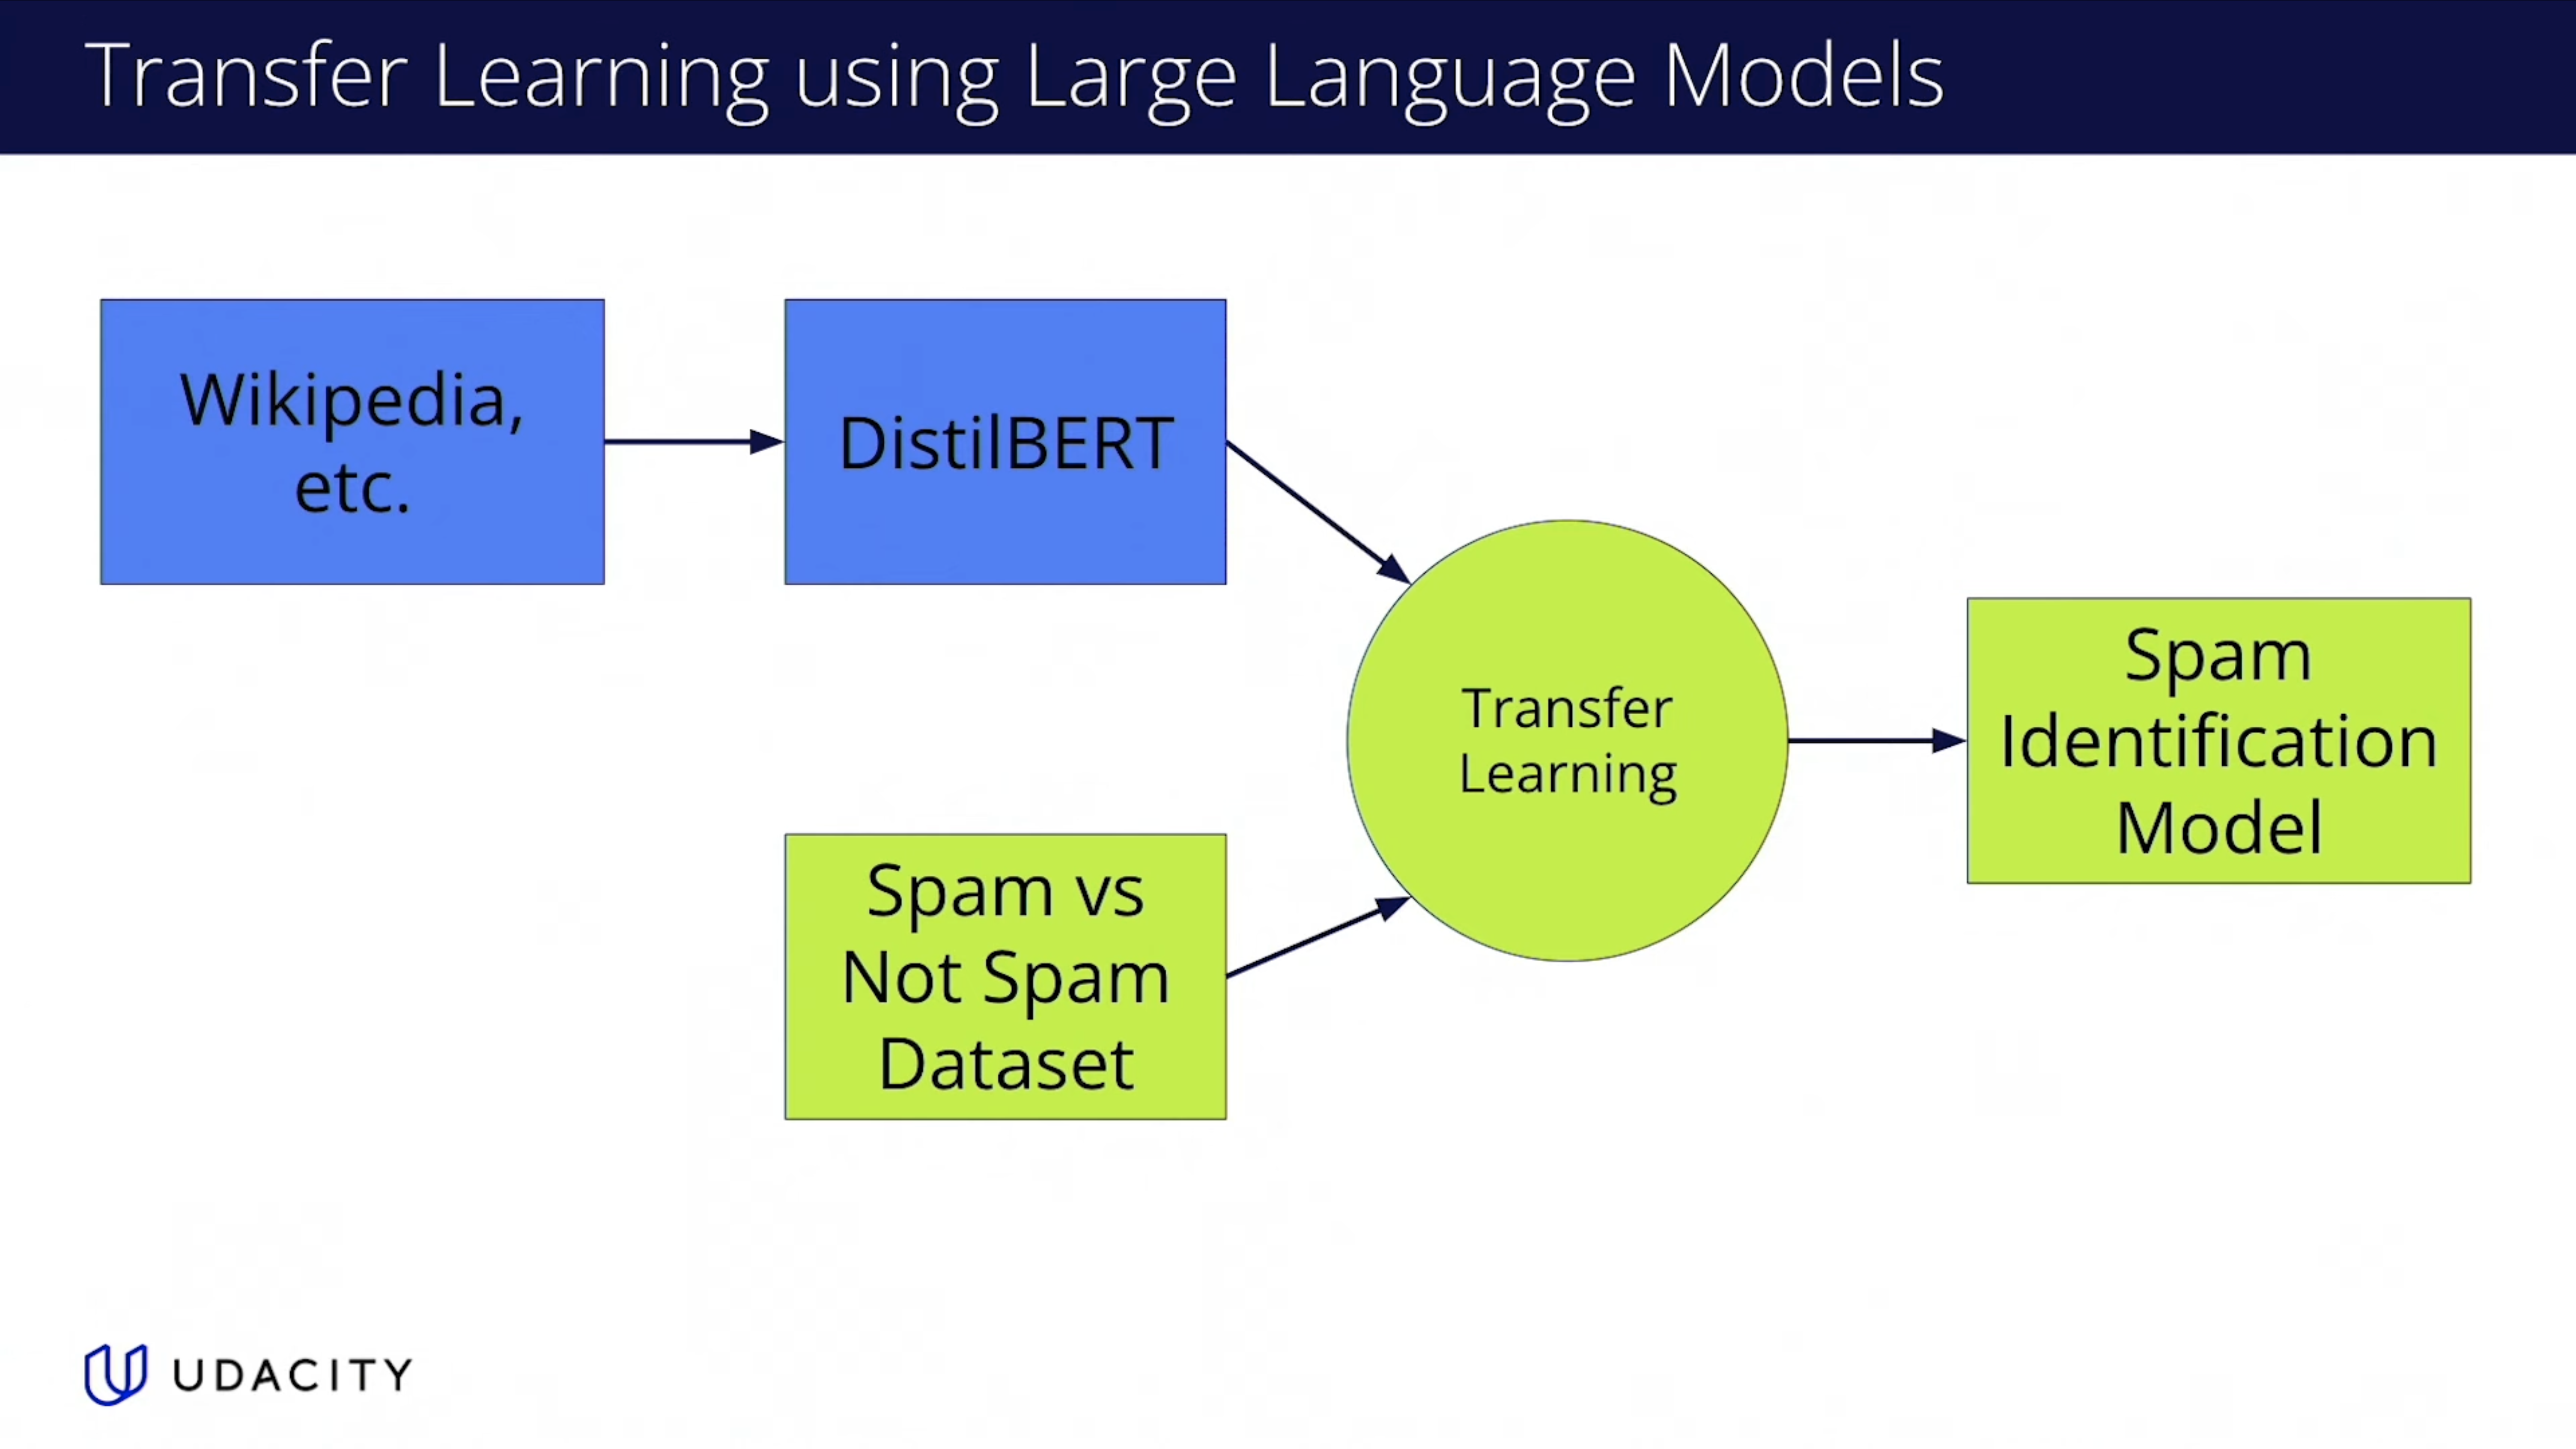 Transfer Learning using Large Language Models
Wikipedia,
etc.
DistilBERT
Transfer
Learning
Spam
Identification
Model
Spam vs
Not Spam
Dataset
UDACITY